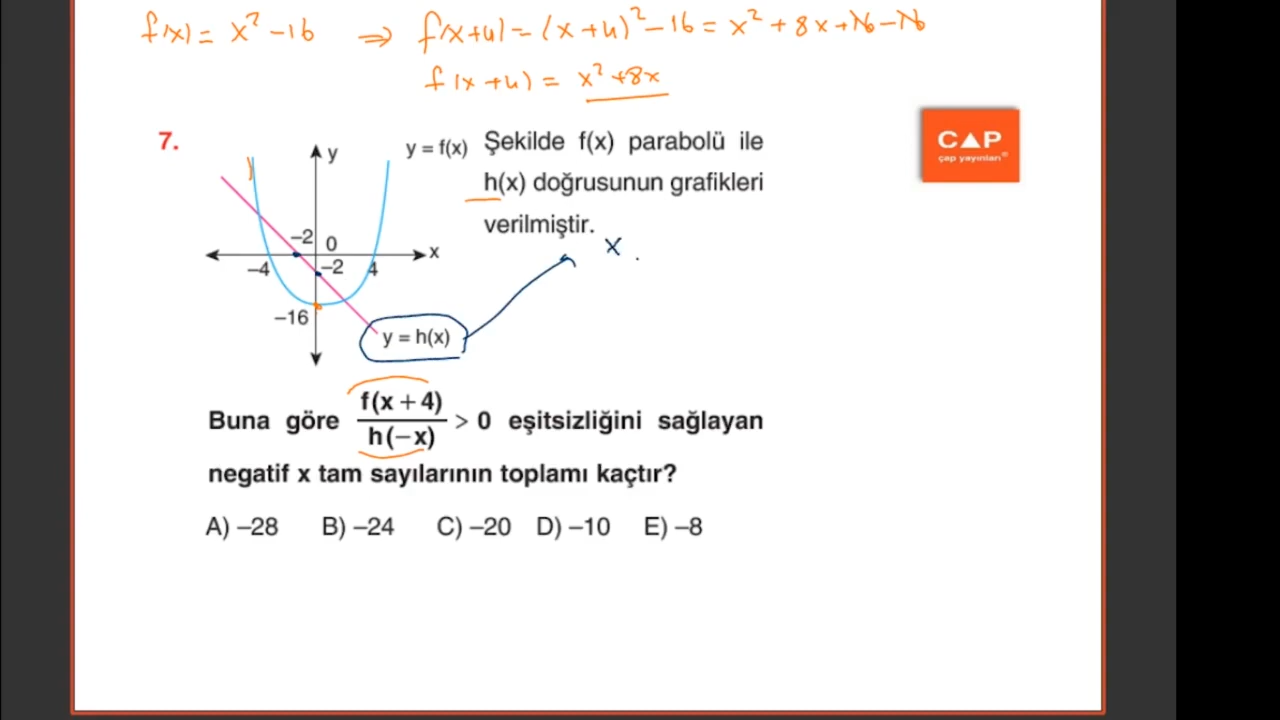 f(x) = x² - 16 ⇒ f(x+4) = (x+4)² - 16 = x² + 8x + 16 - 16
f(x+4) = x² + 8x
7.
y
y = f(x)
Şekilde f(x) parabolü ile
h(x) doğrusunun grafikleri
verilmiştir.
CAP
çap yayınları®
–2
0
x
–4
–2
4
–16
y = h(x)
x
Buna göre f(x + 4) / h(–x) > 0 eşitsizliğini sağlayan
negatif x tam sayılarının toplamı kaçtır?
A) –28 B) –24 C) –20 D) –10 E) –8